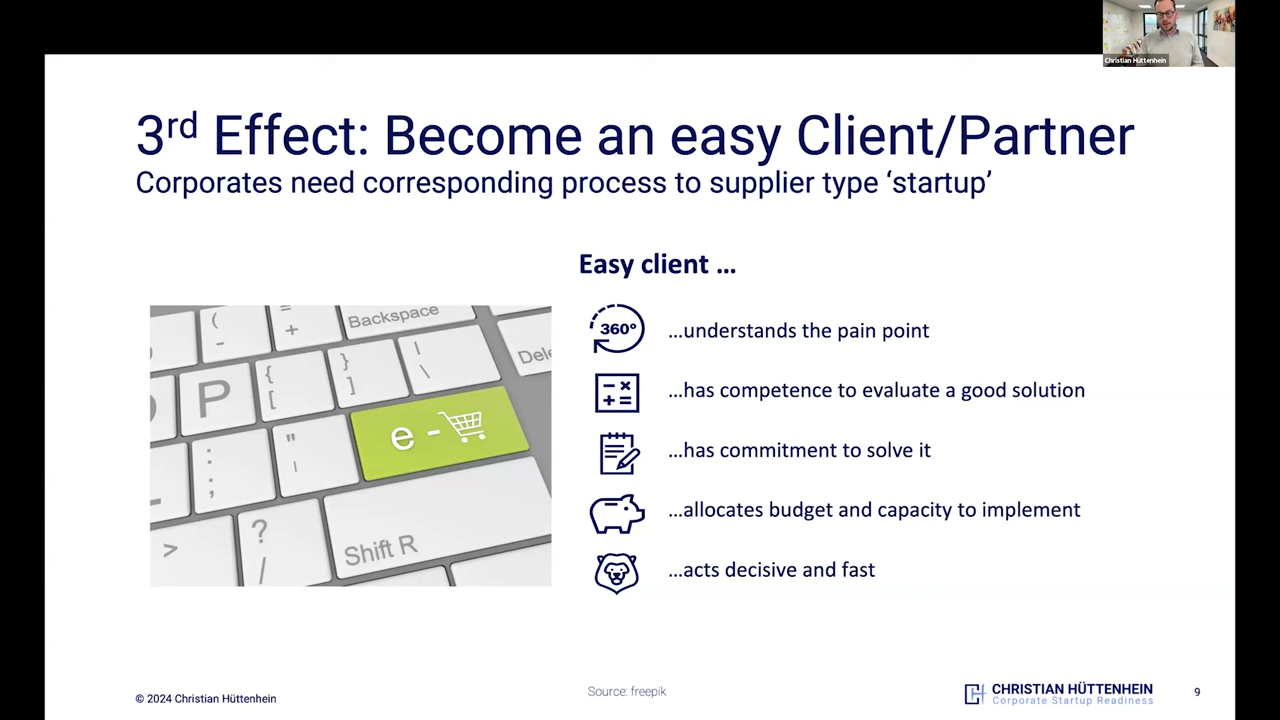 Christian Hüttenhein
3rd Effect: Become an easy Client/Partner
Corporates need corresponding process to supplier type ‘startup’
Easy client ...
360°
...understands the pain point
...has competence to evaluate a good solution
...has commitment to solve it
...allocates budget and capacity to implement
...acts decisive and fast
( -
= +
Backspace
P
{ [
} ]
| \
Dele
e -
: ;
" '
? /
>
Shift R
© 2024 Christian Hüttenhein
Source: freepik
CHRISTIAN HÜTTENHEIN
Corporate Startup Readiness
9